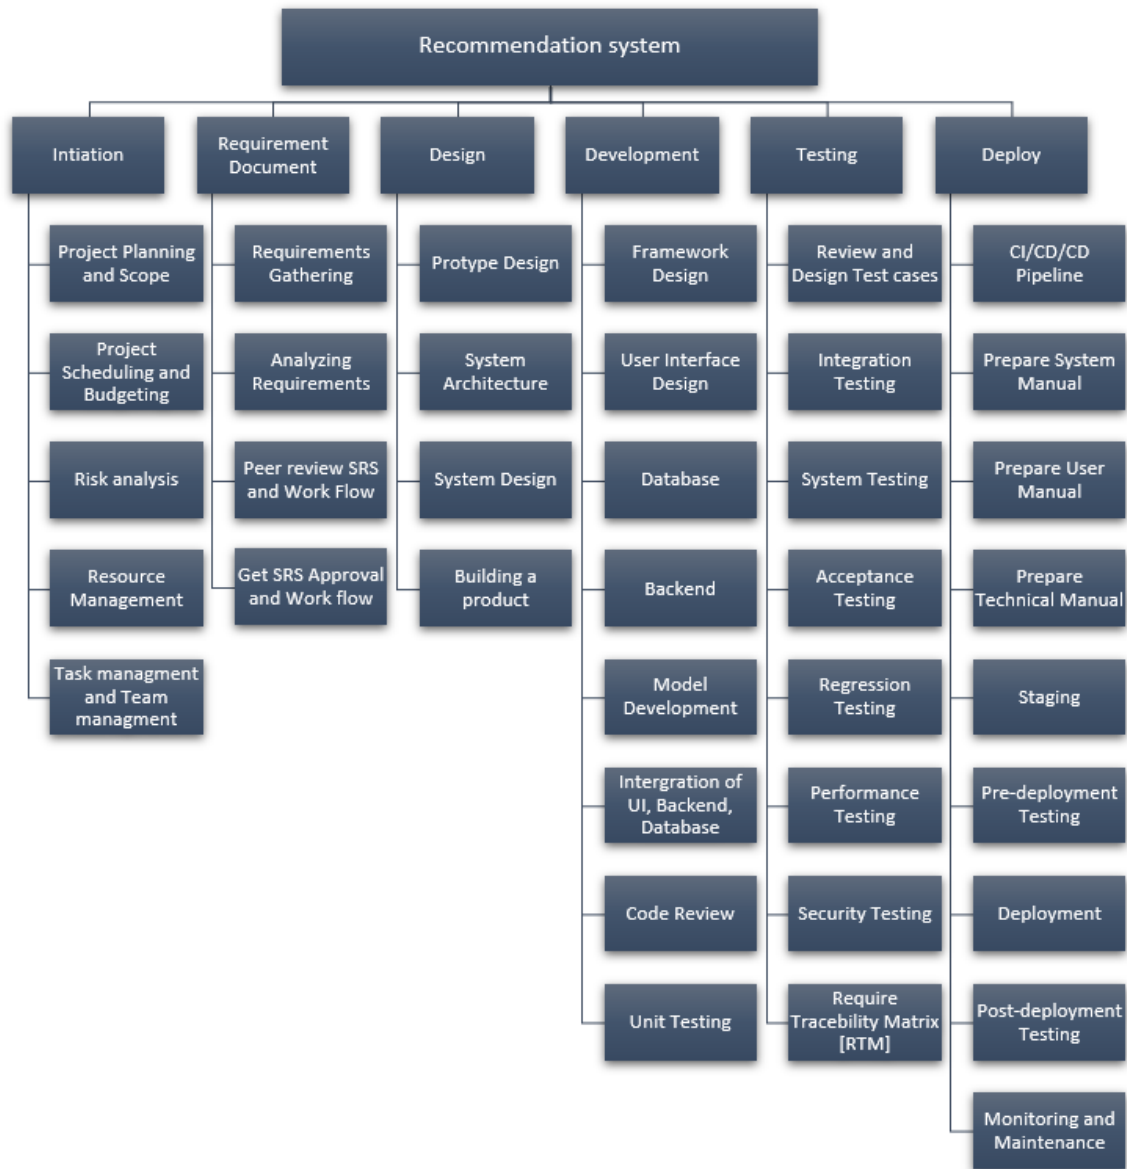 Recommendation system
Intiation
Project Planning
and Scope
Project
Scheduling and
Budgeting
Risk analysis
Resource
Management
Task managment
and Team
managment
Requirement
Document
Requirements
Gathering
Analyzing
Requirements
Peer review SRS
and Work Flow
Get SRS Approval
and Work flow
Design
Protype Design
System
Architecture
System Design
Building a
product
Development
Framework
Design
User Interface
Design
Database
Backend
Model
Development
Intergration of
UI, Backend,
Database
Code Review
Unit Testing
Testing
Review and
Design Test cases
Integration
Testing
System Testing
Acceptance
Testing
Regression
Testing
Performance
Testing
Security Testing
Require
Tracebility Matrix
[RTM]
Deploy
CI/CD/CD
Pipeline
Prepare System
Manual
Prepare User
Manual
Prepare
Technical Manual
Staging
Pre-deployment
Testing
Deployment
Post-deployment
Testing
Monitoring and
Maintenance